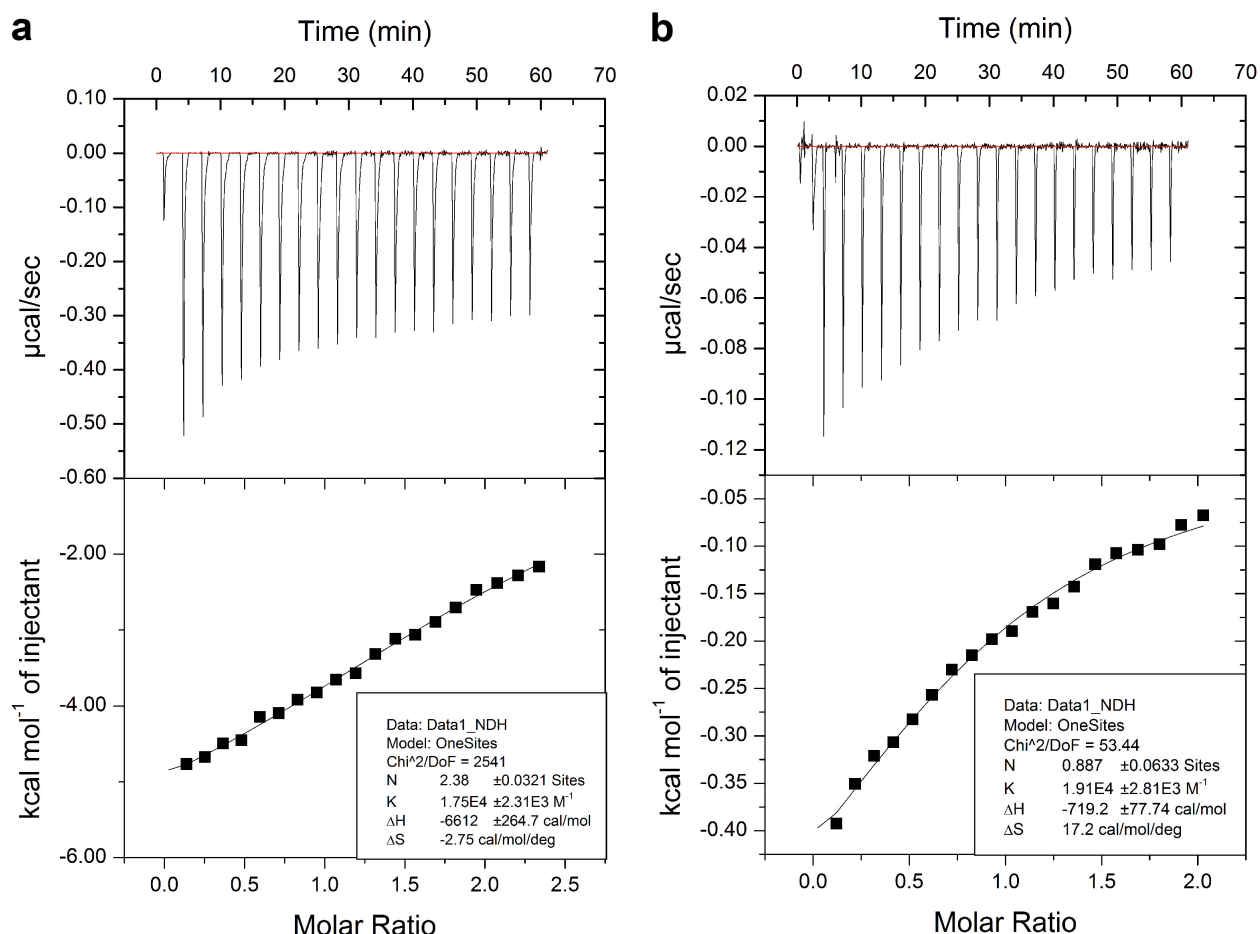 a
Time (min)
0 10 20 30 40 50 60 70
0.10
0.00
-0.10
-0.20
-0.30
-0.40
-0.50
-0.60
µcal/sec
-2.00
-4.00
-6.00
kcal mol⁻¹ of injectant
Data: Data1_NDH
Model: OneSites
Chi^2/DoF = 2541
N 2.38 ±0.0321 Sites
K 1.75E4 ±2.31E3 M⁻¹
ΔH -6612 ±264.7 cal/mol
ΔS -2.75 cal/mol/deg
0.0 0.5 1.0 1.5 2.0 2.5
Molar Ratio
b
Time (min)
0 10 20 30 40 50 60 70
0.02
0.00
-0.02
-0.04
-0.06
-0.08
-0.10
-0.12
µcal/sec
-0.05
-0.10
-0.15
-0.20
-0.25
-0.30
-0.35
-0.40
kcal mol⁻¹ of injectant
Data: Data1_NDH
Model: OneSites
Chi^2/DoF = 53.44
N 0.887 ±0.0633 Sites
K 1.91E4 ±2.81E3 M⁻¹
ΔH -719.2 ±77.74 cal/mol
ΔS 17.2 cal/mol/deg
0.0 0.5 1.0 1.5 2.0
Molar Ratio